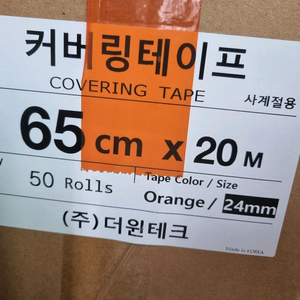 커버링테이프
COVERING TAPE 사계절용
65 cm x 20 M
50 Rolls
Tape Color / Size
Orange / 24mm
(주) 더원테크
Made in KOREA